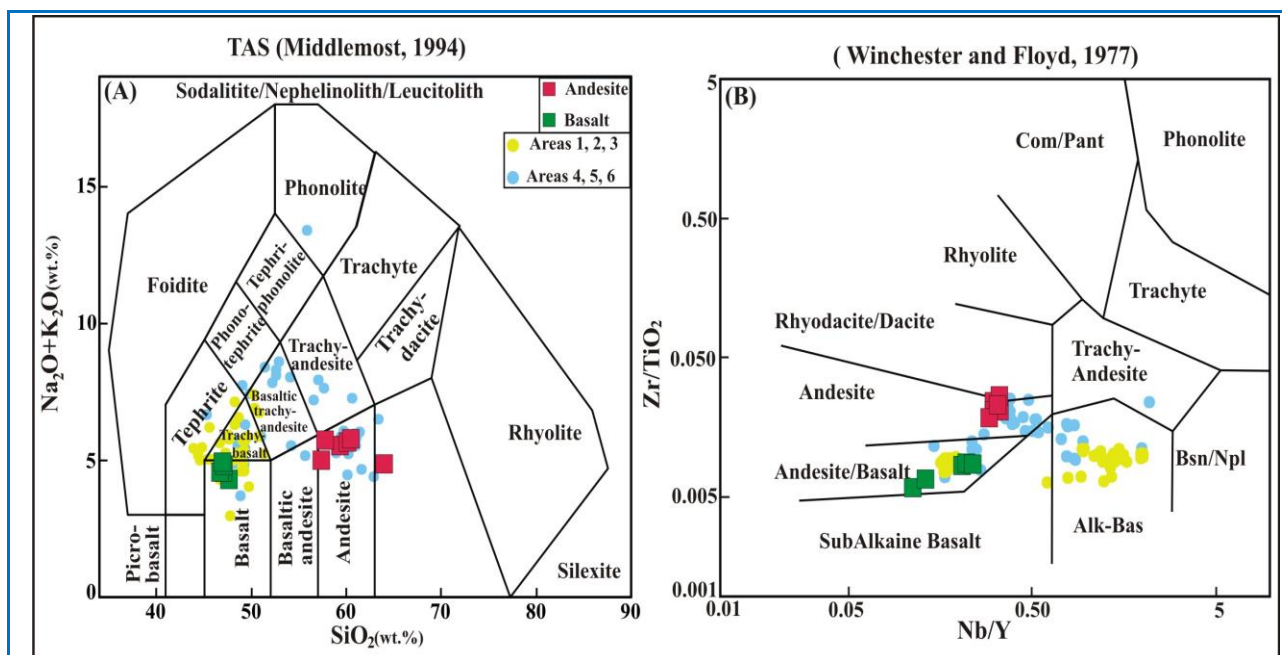 TAS (Middlemost, 1994)
(A)
Sodalitite/Nephelinolith/Leucitolith
Andesite
Basalt
Areas 1, 2, 3
Areas 4, 5, 6
Phonolite
Foidite
Tephri-
phonolite
Trachyte
Phono-
tephrite
Trachy-
dacite
Trachy-
andesite
Tephrite
Basaltic
trachy-
andesite
Trachy-
basalt
Rhyolite
Picro-
basalt
Basalt
Basaltic
andesite
Andesite
Silexite
Na2O+K2O(wt.%)
15
10
5
0
40
50
60
70
80
90
SiO2(wt.%)
( Winchester and Floyd, 1977)
(B)
Com/Pant
Phonolite
Rhyolite
Trachyte
Rhyodacite/Dacite
Trachy-
Andesite
Andesite
Bsn/Npl
Andesite/Basalt
Alk-Bas
SubAlkaine Basalt
Zr/TiO2
5
0.50
0.050
0.005
0.001
0.01
0.05
0.50
5
Nb/Y